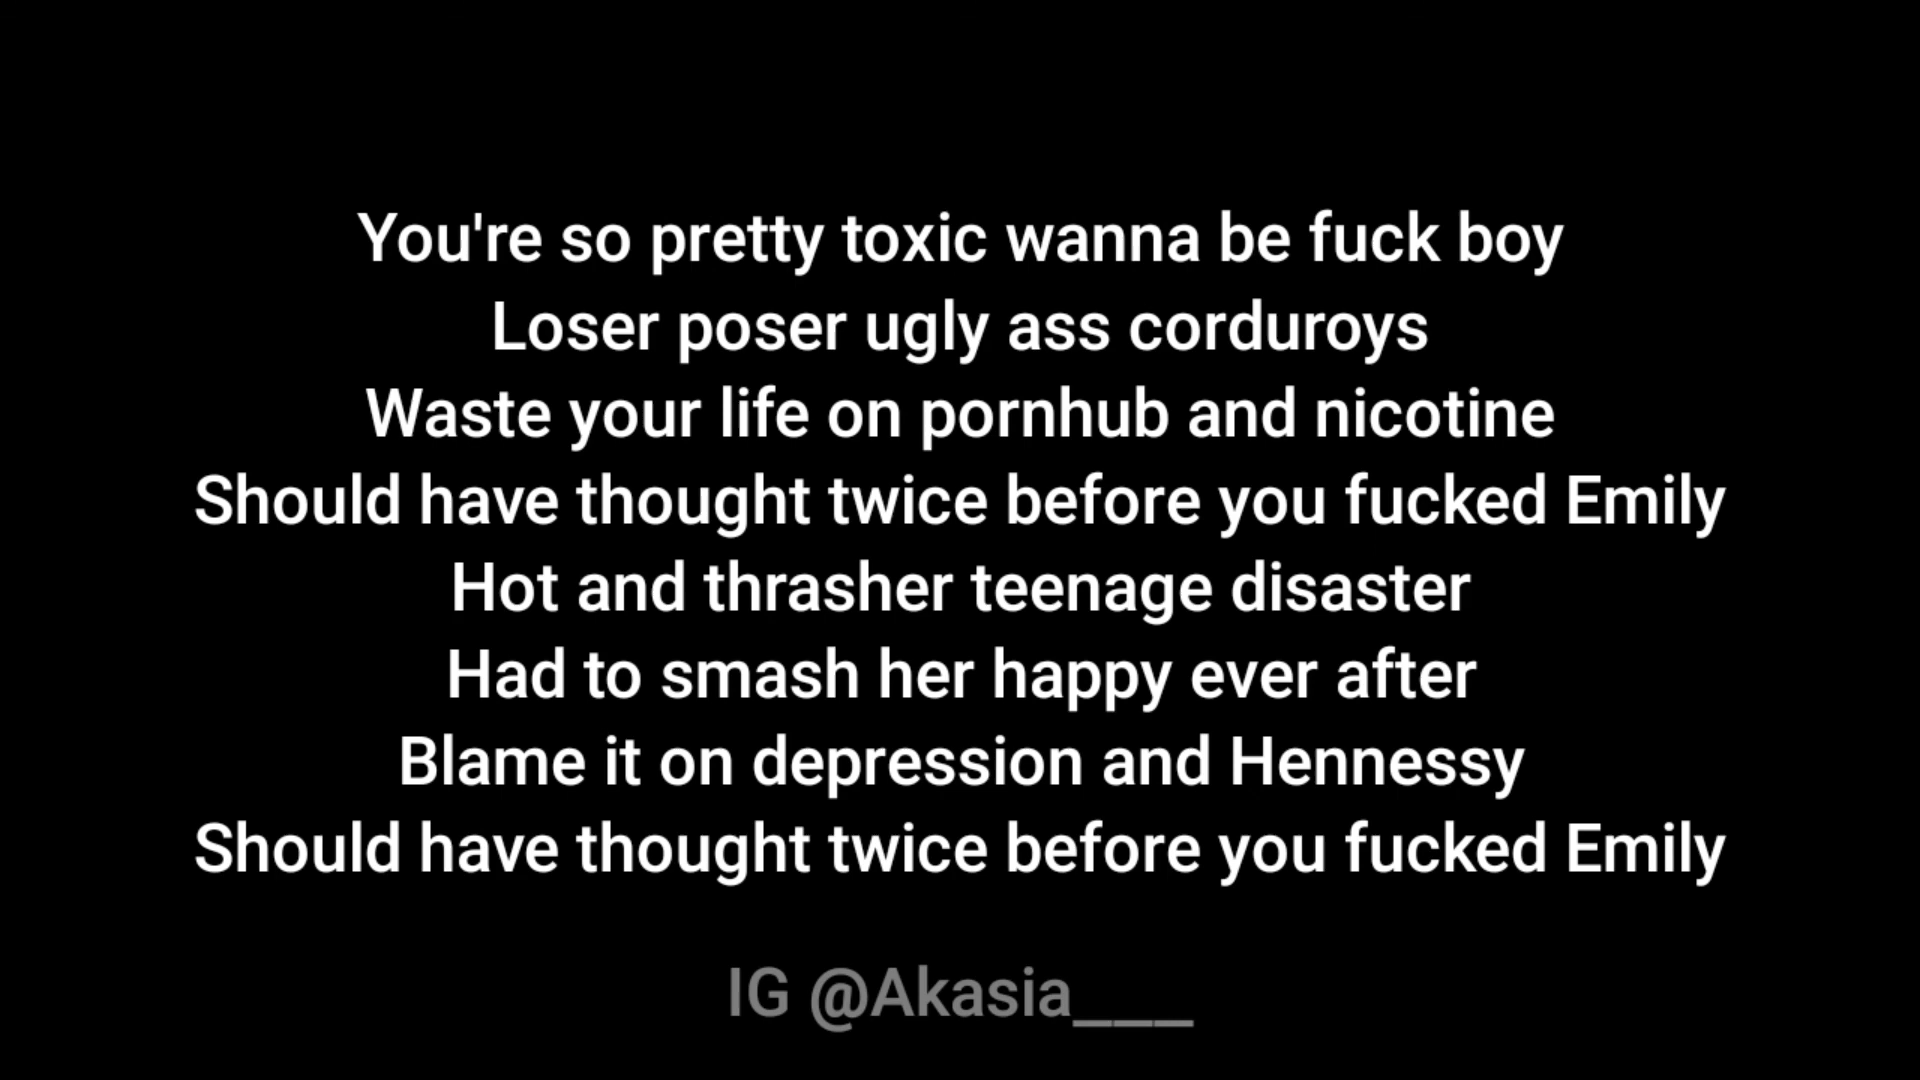 You're so pretty toxic wanna be fuck boy
Loser poser ugly ass corduroys
Waste your life on pornhub and nicotine
Should have thought twice before you fucked Emily
Hot and thrasher teenage disaster
Had to smash her happy ever after
Blame it on depression and Hennessy
Should have thought twice before you fucked Emily
IG @Akasia___